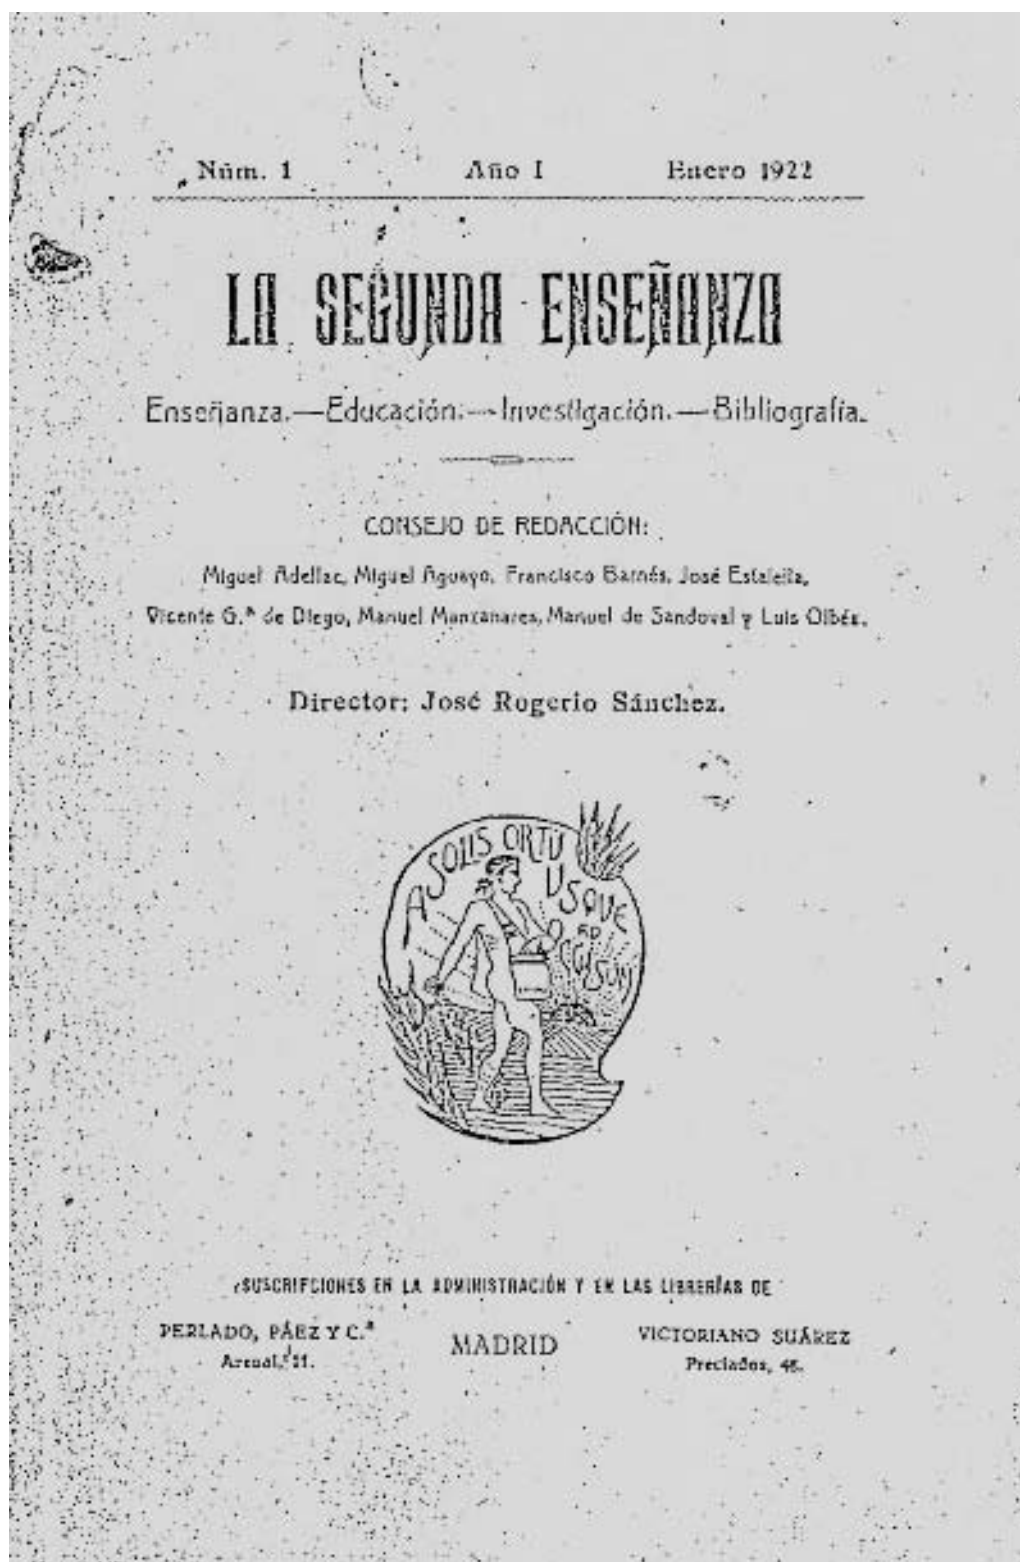 Núm. 1 Año I Enero 1922
LA SEGUNDA ENSEÑANZA
Enseñanza.—Educación.—Investigación.—Bibliografía.
CONSEJO DE REDACCIÓN:
Miguel Adellac, Miguel Aguayo, Francisco Barnés, José Estalella,
Vicente G.ª de Diego, Manuel Manzanares, Manuel de Sandoval y Luis Olbés.
Director: José Rogerio Sánchez.
A SOLIS ORTU
USQUE
AD
SUSCRIPCIONES EN LA ADMINISTRACIÓN Y EN LAS LIBRERÍAS DE
PERLADO, PÁEZ Y C.ª MADRID VICTORIANO SUÁREZ
Arenal, 11. Preciados, 48.